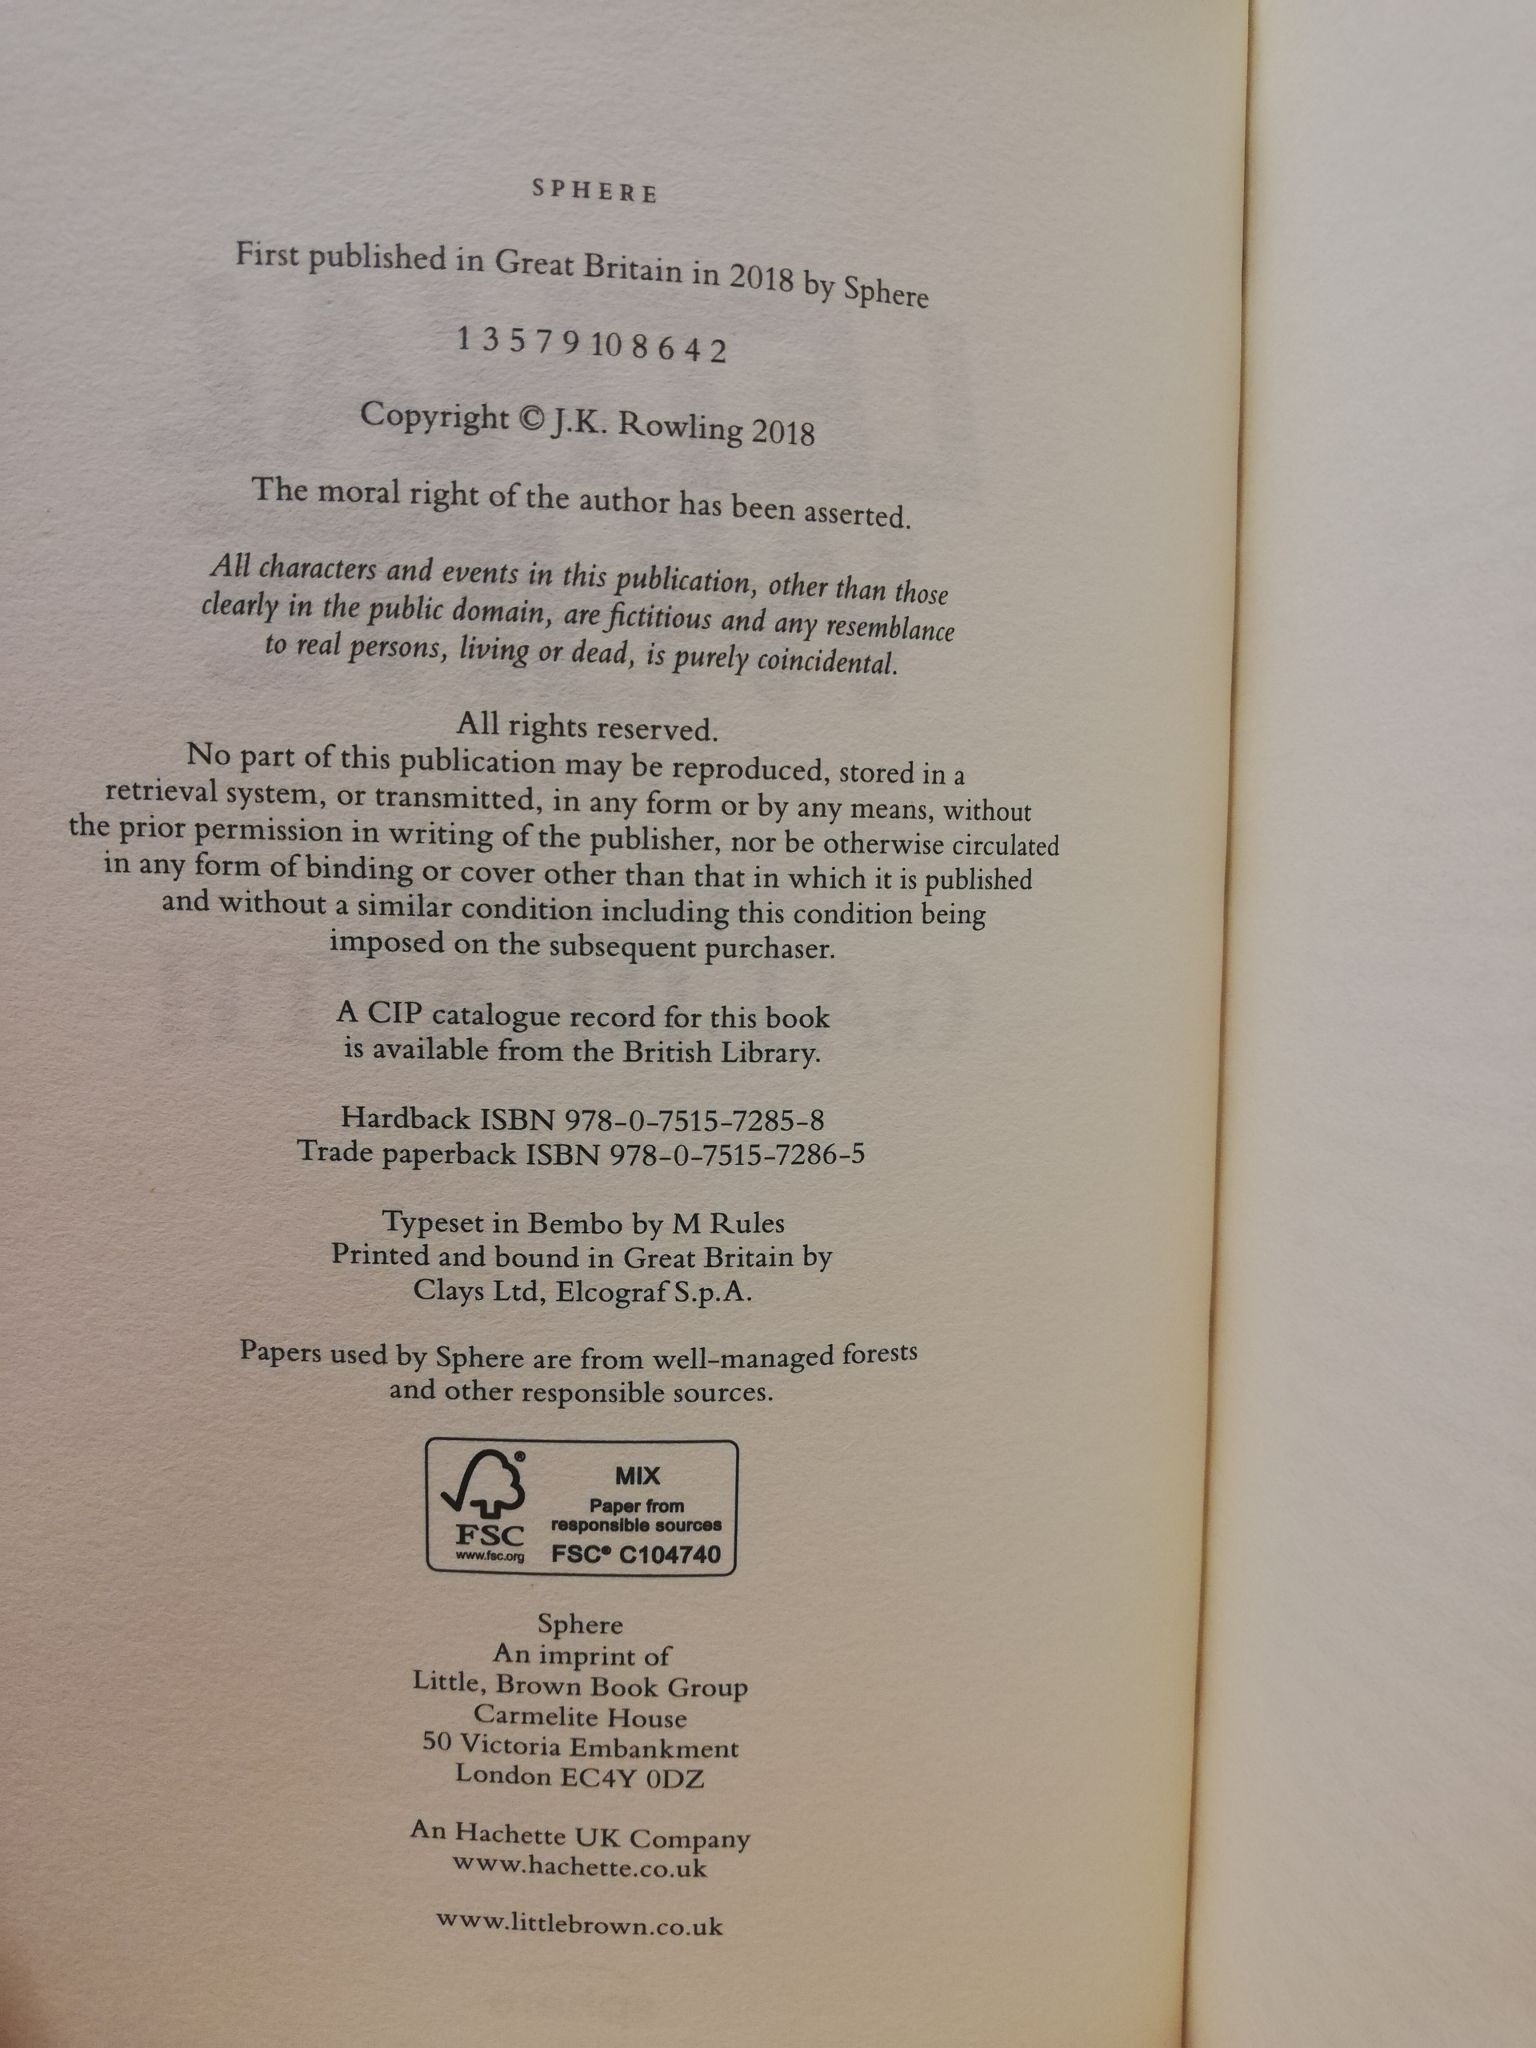 SPHERE
First published in Great Britain in 2018 by Sphere
1 3 5 7 9 10 8 6 4 2
Copyright © J.K. Rowling 2018
The moral right of the author has been asserted.
All characters and events in this publication, other than those
clearly in the public domain, are fictitious and any resemblance
to real persons, living or dead, is purely coincidental.
All rights reserved.
No part of this publication may be reproduced, stored in a
retrieval system, or transmitted, in any form or by any means, without
the prior permission in writing of the publisher, nor be otherwise circulated
in any form of binding or cover other than that in which it is published
and without a similar condition including this condition being
imposed on the subsequent purchaser.
A CIP catalogue record for this book
is available from the British Library.
Hardback ISBN 978-0-7515-7285-8
Trade paperback ISBN 978-0-7515-7286-5
Typeset in Bembo by M Rules
Printed and bound in Great Britain by
Clays Ltd, Elcograf S.p.A.
Papers used by Sphere are from well-managed forests
and other responsible sources.
®
FSC
www.fsc.org
MIX
Paper from
responsible sources
FSC® C104740
Sphere
An imprint of
Little, Brown Book Group
Carmelite House
50 Victoria Embankment
London EC4Y 0DZ
An Hachette UK Company
www.hachette.co.uk
www.littlebrown.co.uk